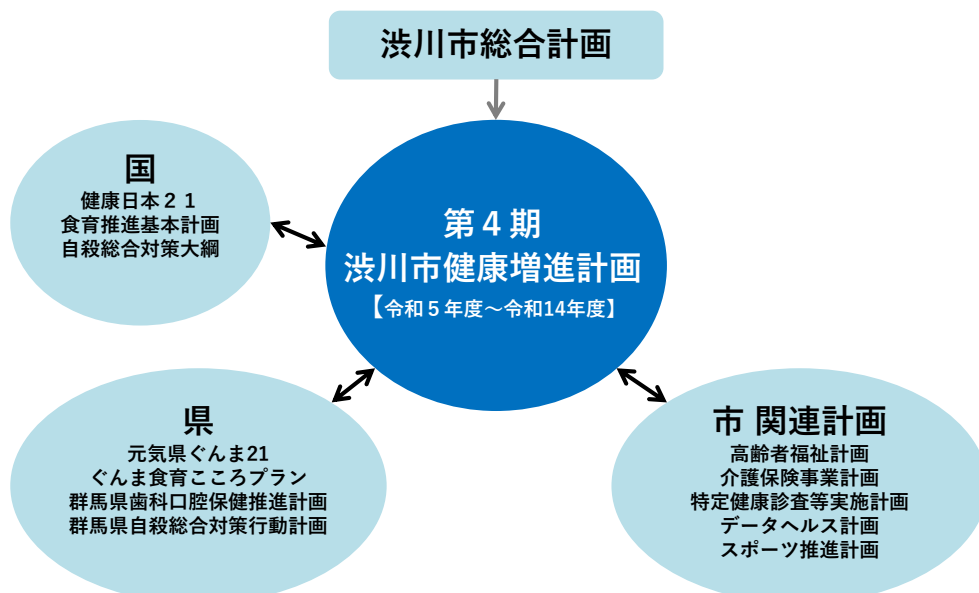 渋川市総合計画
国
健康日本２１
食育推進基本計画
自殺総合対策大綱
第４期
渋川市健康増進計画
【令和５年度～令和14年度】
県
元気県ぐんま21
ぐんま食育こころプラン
群馬県歯科口腔保健推進計画
群馬県自殺総合対策行動計画
市 関連計画
高齢者福祉計画
介護保険事業計画
特定健康診査等実施計画
データヘルス計画
スポーツ推進計画